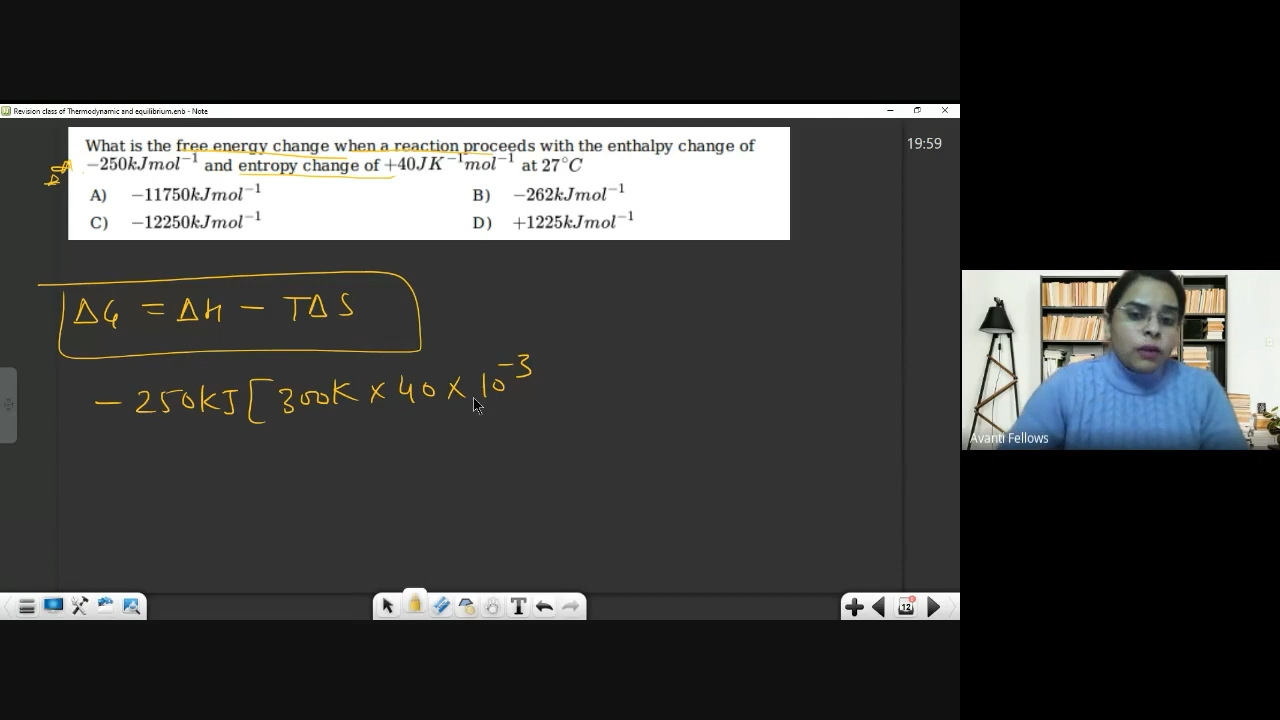 Revision class of Thermodynamic and equilibrium.enb - Note
19:59
What is the free energy change when a reaction proceeds with the enthalpy change of
−250kJmol⁻¹ and entropy change of +40JK⁻¹mol⁻¹ at 27°C
A) −11750kJmol⁻¹ B) −262kJmol⁻¹
C) −12250kJmol⁻¹ D) +1225kJmol⁻¹
ΔG = ΔH − TΔS
− 250kJ [ 300K × 40 × 10⁻³
Avanti Fellows
12